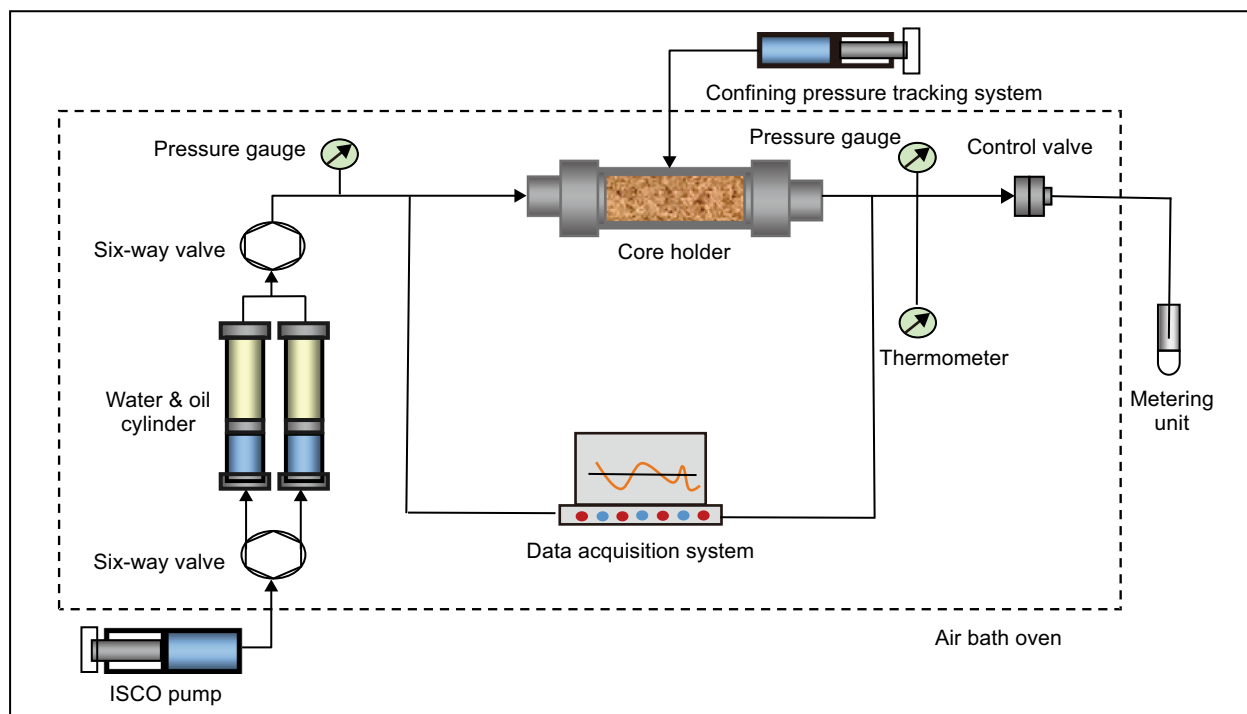 Confining pressure tracking system
Pressure gauge
Pressure gauge
Control valve
Six-way valve
Core holder
Thermometer
Water & oil
cylinder
Metering
unit
Data acquisition system
Six-way valve
Air bath oven
ISCO pump